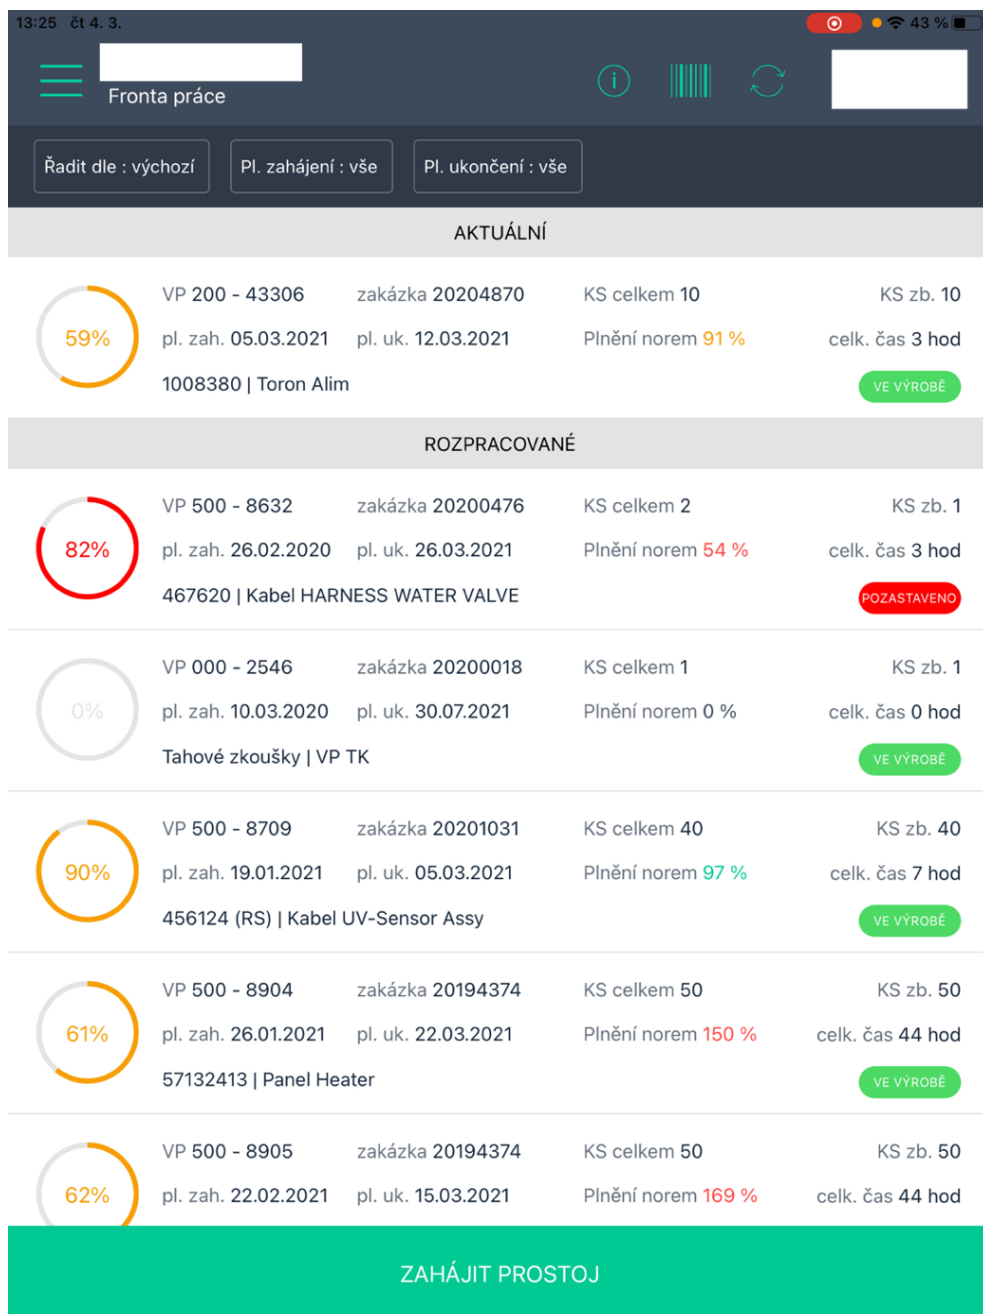 13:25 čt 4. 3. 43 %
Fronta práce
Řadit dle : výchozí Pl. zahájení : vše Pl. ukončení : vše
AKTUÁLNÍ
VP 200 - 43306 zakázka 20204870 KS celkem 10 KS zb. 10
59% pl. zah. 05.03.2021 pl. uk. 12.03.2021 Plnění norem 91 % celk. čas 3 hod
1008380 | Toron Alim VE VÝROBĚ
ROZPRACOVANÉ
VP 500 - 8632 zakázka 20200476 KS celkem 2 KS zb. 1
82% pl. zah. 26.02.2020 pl. uk. 26.03.2021 Plnění norem 54 % celk. čas 3 hod
467620 | Kabel HARNESS WATER VALVE POZASTAVENO
VP 000 - 2546 zakázka 20200018 KS celkem 1 KS zb. 1
0% pl. zah. 10.03.2020 pl. uk. 30.07.2021 Plnění norem 0 % celk. čas 0 hod
Tahové zkoušky | VP TK VE VÝROBĚ
VP 500 - 8709 zakázka 20201031 KS celkem 40 KS zb. 40
90% pl. zah. 19.01.2021 pl. uk. 05.03.2021 Plnění norem 97 % celk. čas 7 hod
456124 (RS) | Kabel UV-Sensor Assy VE VÝROBĚ
VP 500 - 8904 zakázka 20194374 KS celkem 50 KS zb. 50
61% pl. zah. 26.01.2021 pl. uk. 22.03.2021 Plnění norem 150 % celk. čas 44 hod
57132413 | Panel Heater VE VÝROBĚ
VP 500 - 8905 zakázka 20194374 KS celkem 50 KS zb. 50
62% pl. zah. 22.02.2021 pl. uk. 15.03.2021 Plnění norem 169 % celk. čas 44 hod
ZAHÁJIT PROSTOJ